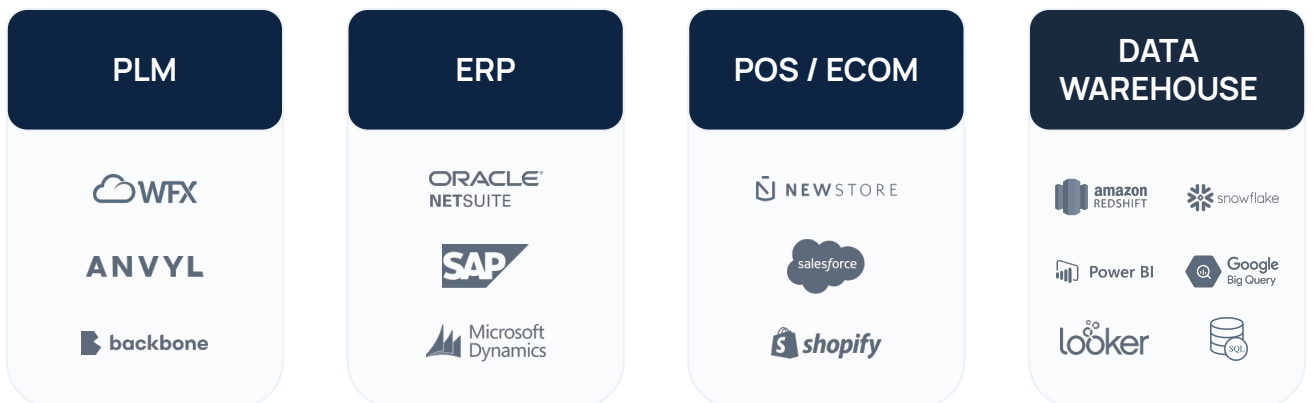 PLM
WFX
ANVYL
backbone
ERP
ORACLE®
NETSUITE
SAP
Microsoft
Dynamics
POS / ECOM
NEWSTORE
salesforce
shopify
DATA
WAREHOUSE
amazon
REDSHIFT
snowflake
Power BI
Google
Big Query
looker
SQL